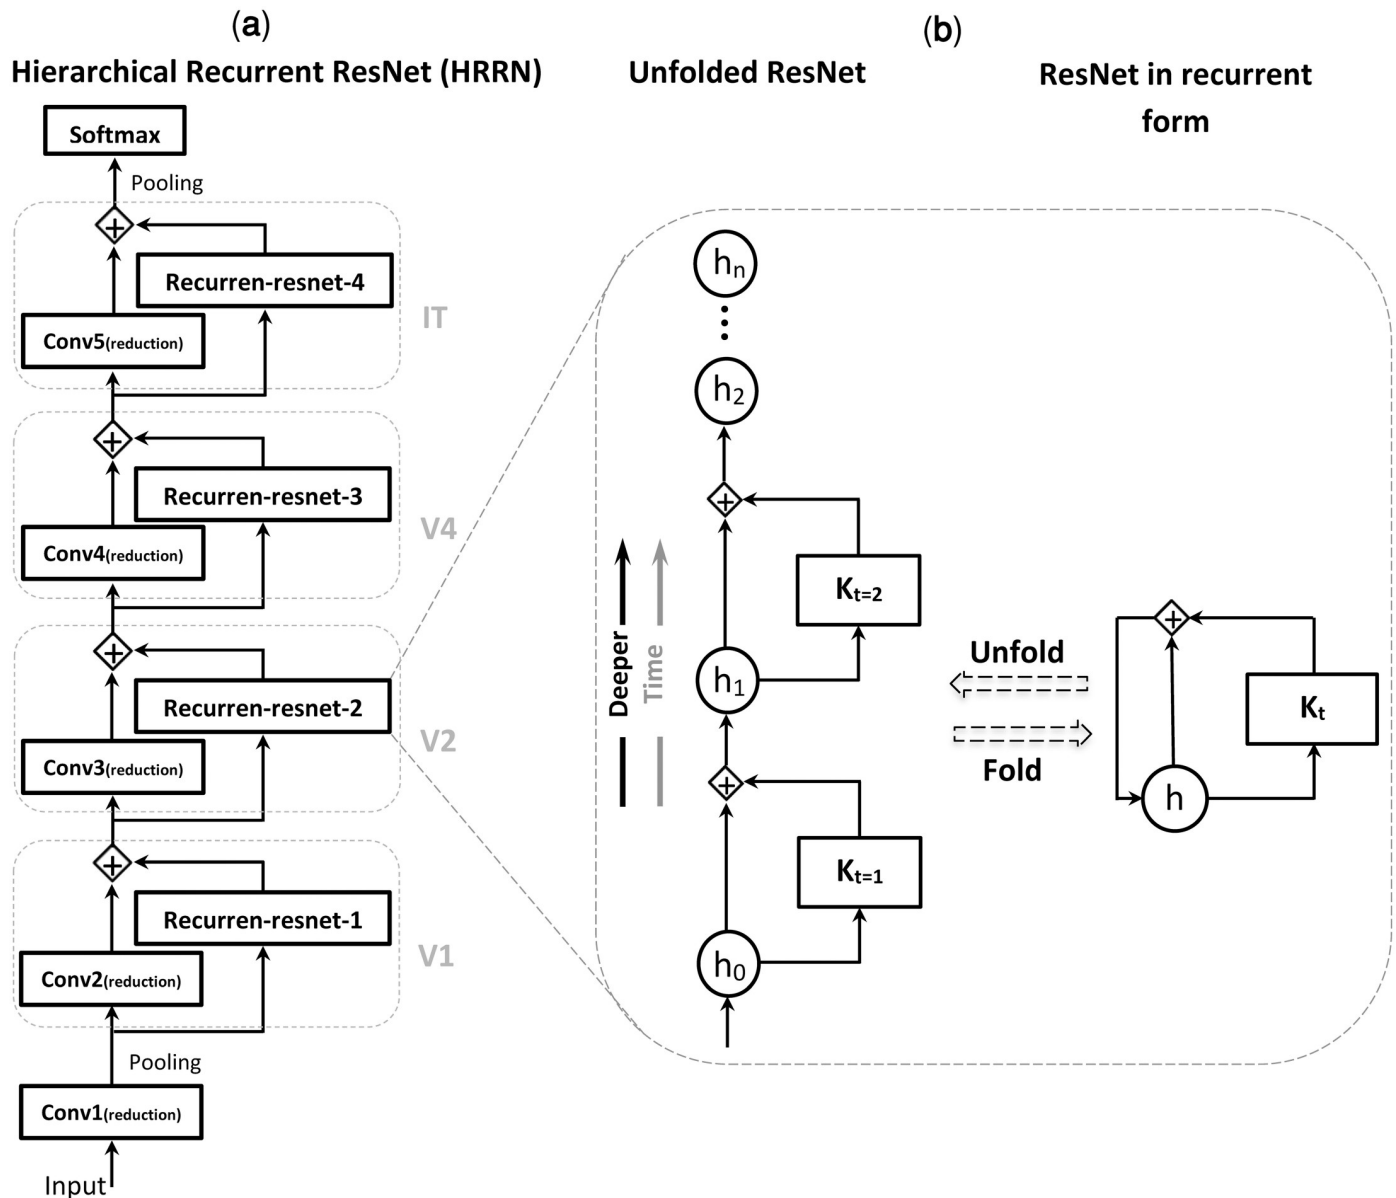 (a)
Hierarchical Recurrent ResNet (HRRN)
Softmax
Pooling
+
Recurren-resnet-4
Conv5(reduction)
IT
+
Recurren-resnet-3
Conv4(reduction)
V4
+
Recurren-resnet-2
Conv3(reduction)
V2
+
Recurren-resnet-1
Conv2(reduction)
V1
Pooling
Conv1(reduction)
Input
(b)
Unfolded ResNet
ResNet in recurrent
form
hn
h2
+
Kt=2
Deeper
Time
h1
+
Kt=1
h0
Unfold
Fold
+
Kt
h